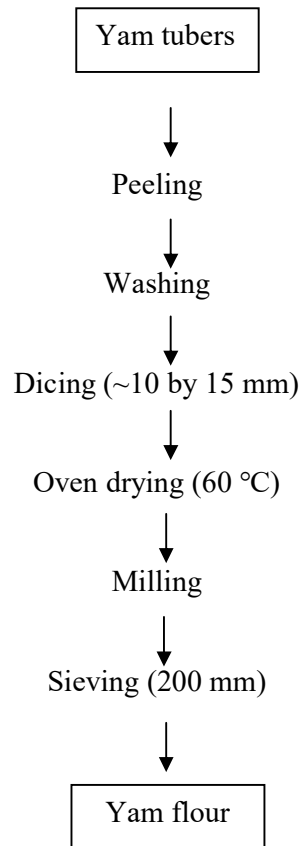 Yam tubers
Peeling
Washing
Dicing (~10 by 15 mm)
Oven drying (60 °C)
Milling
Sieving (200 mm)
Yam flour